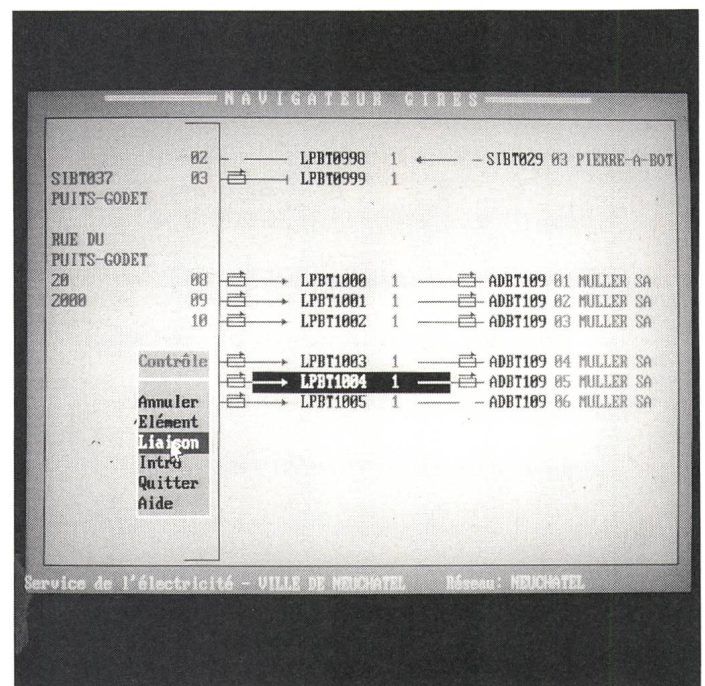 NAVIGATEUR GIRES
02 LPBT0998 1 SIBT029 03 PIERRE-A-BOT
SIBT037 03 LPBT0999 1
PUITS-GODET
RUE DU
PUITS-GODET
20 08 LPBT1000 1 ADBT109 01 MULLER SA
2000 09 LPBT1001 1 ADBT109 02 MULLER SA
10 LPBT1002 1 ADBT109 03 MULLER SA
Contrôle LPBT1003 1 ADBT109 04 MULLER SA
LPBT1004 1 ADBT109 05 MULLER SA
Annuler LPBT1005 1 ADBT109 06 MULLER SA
Elément
Liaison
Intro
Quitter
Aide
Service de l'électricité - VILLE DE NEUCHATEL Réseau: NEUCHATEL